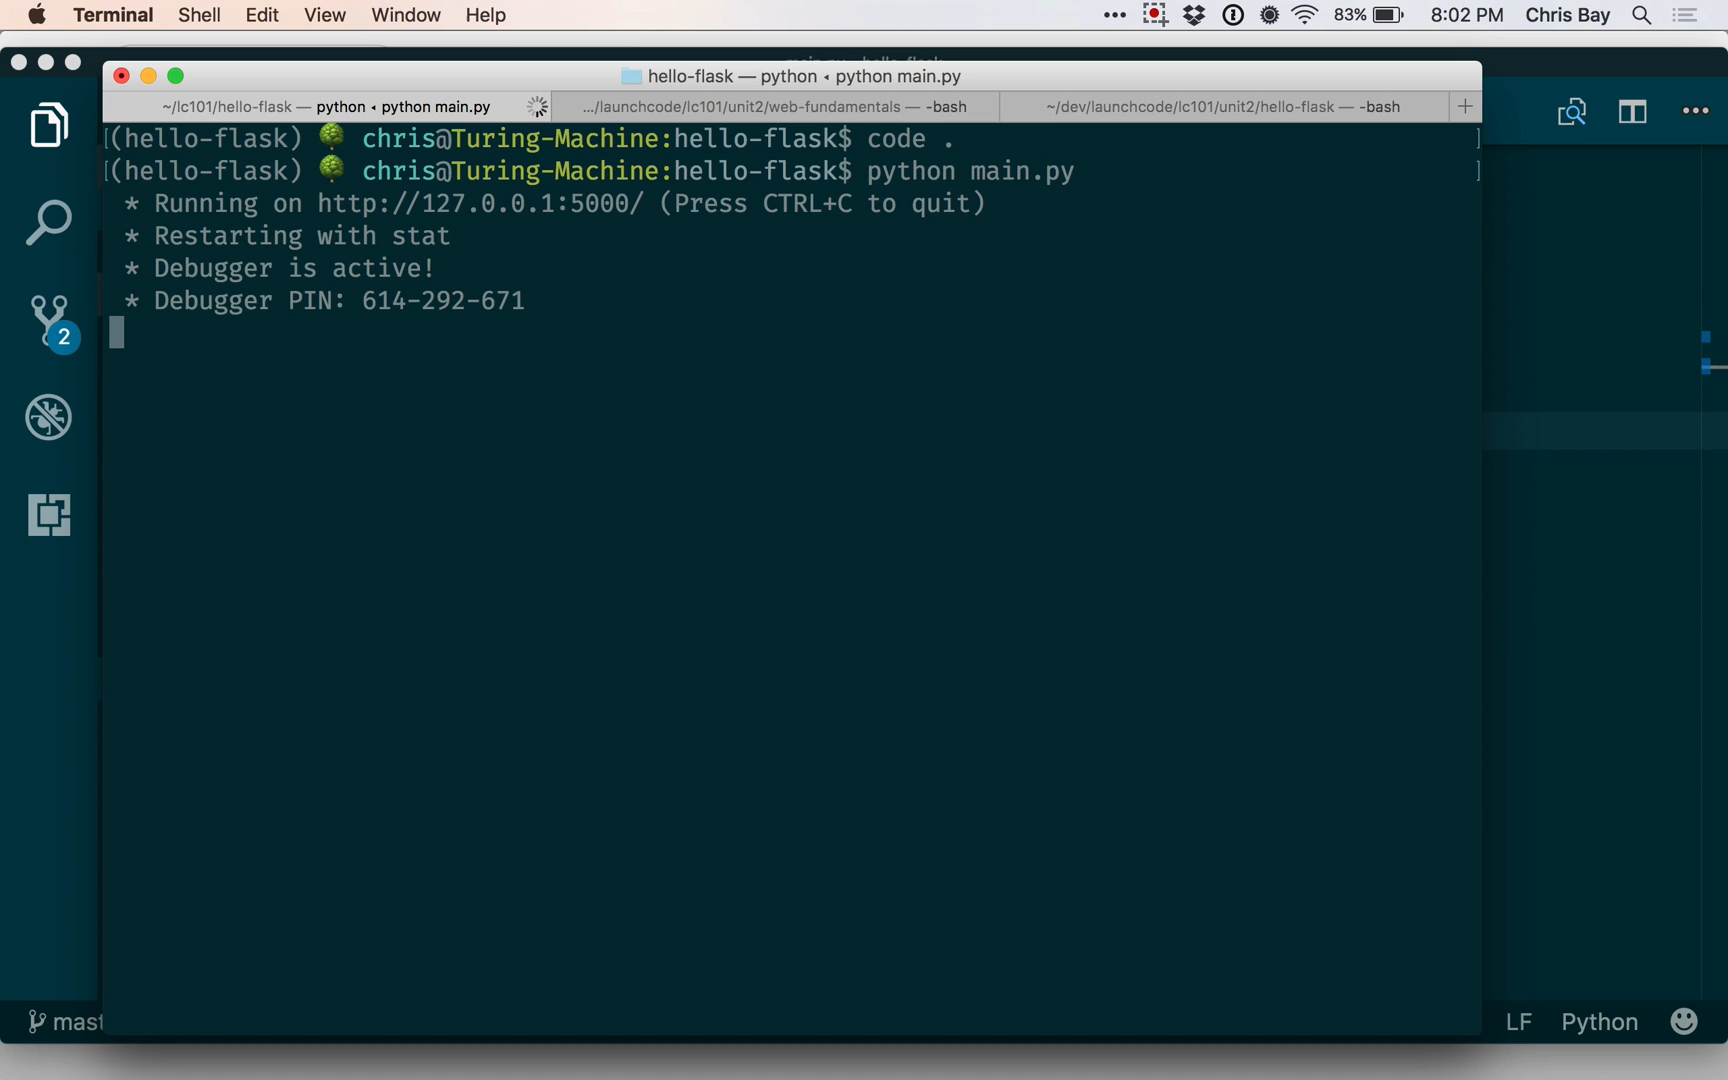 Terminal Shell Edit View Window Help 83% 8:02 PM Chris Bay
hello-flask — python ◂ python main.py
~/lc101/hello-flask — python ◂ python main.py
.../launchcode/lc101/unit2/web-fundamentals — -bash
~/dev/launchcode/lc101/unit2/hello-flask — -bash
[(hello-flask) 🌳 chris@Turing-Machine:hello-flask$ code . ]
[(hello-flask) 🌳 chris@Turing-Machine:hello-flask$ python main.py ]
* Running on http://127.0.0.1:5000/ (Press CTRL+C to quit)
* Restarting with stat
* Debugger is active!
* Debugger PIN: 614-292-671
2
mast LF Python